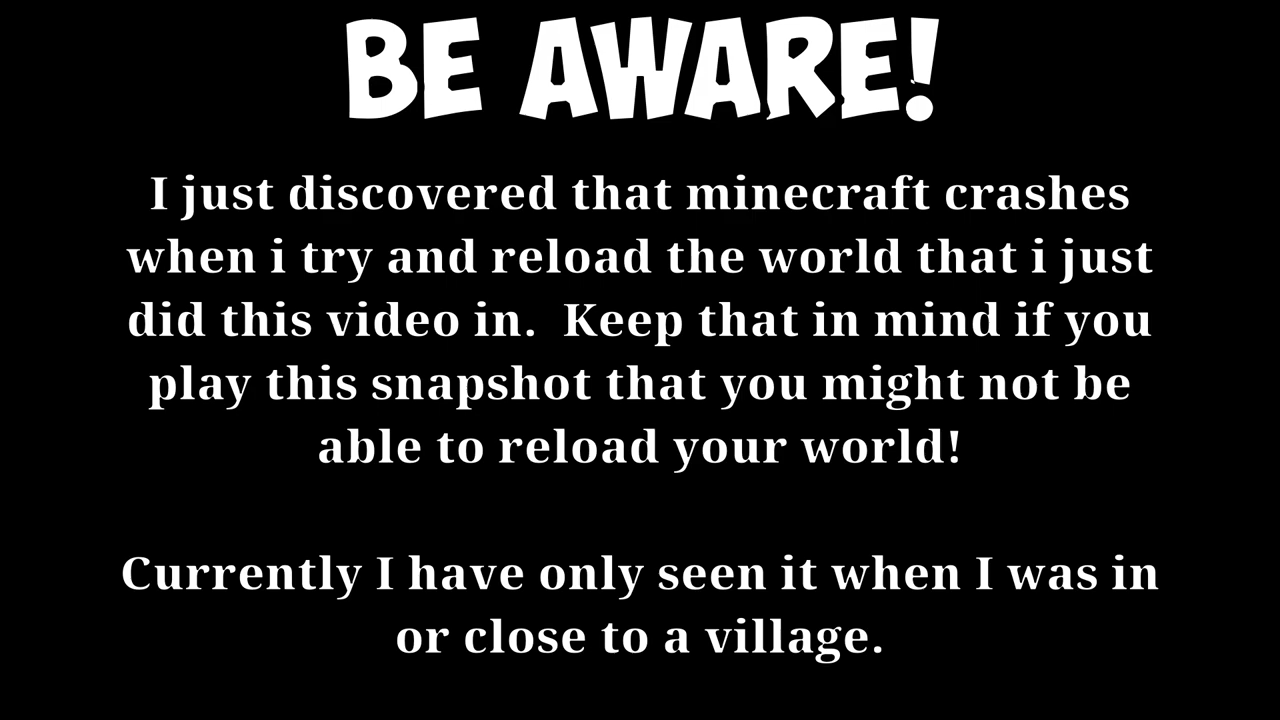 BE AWARE!
I just discovered that minecraft crashes
when i try and reload the world that i just
did this video in.  Keep that in mind if you
play this snapshot that you might not be
able to reload your world!
Currently I have only seen it when I was in
or close to a village.